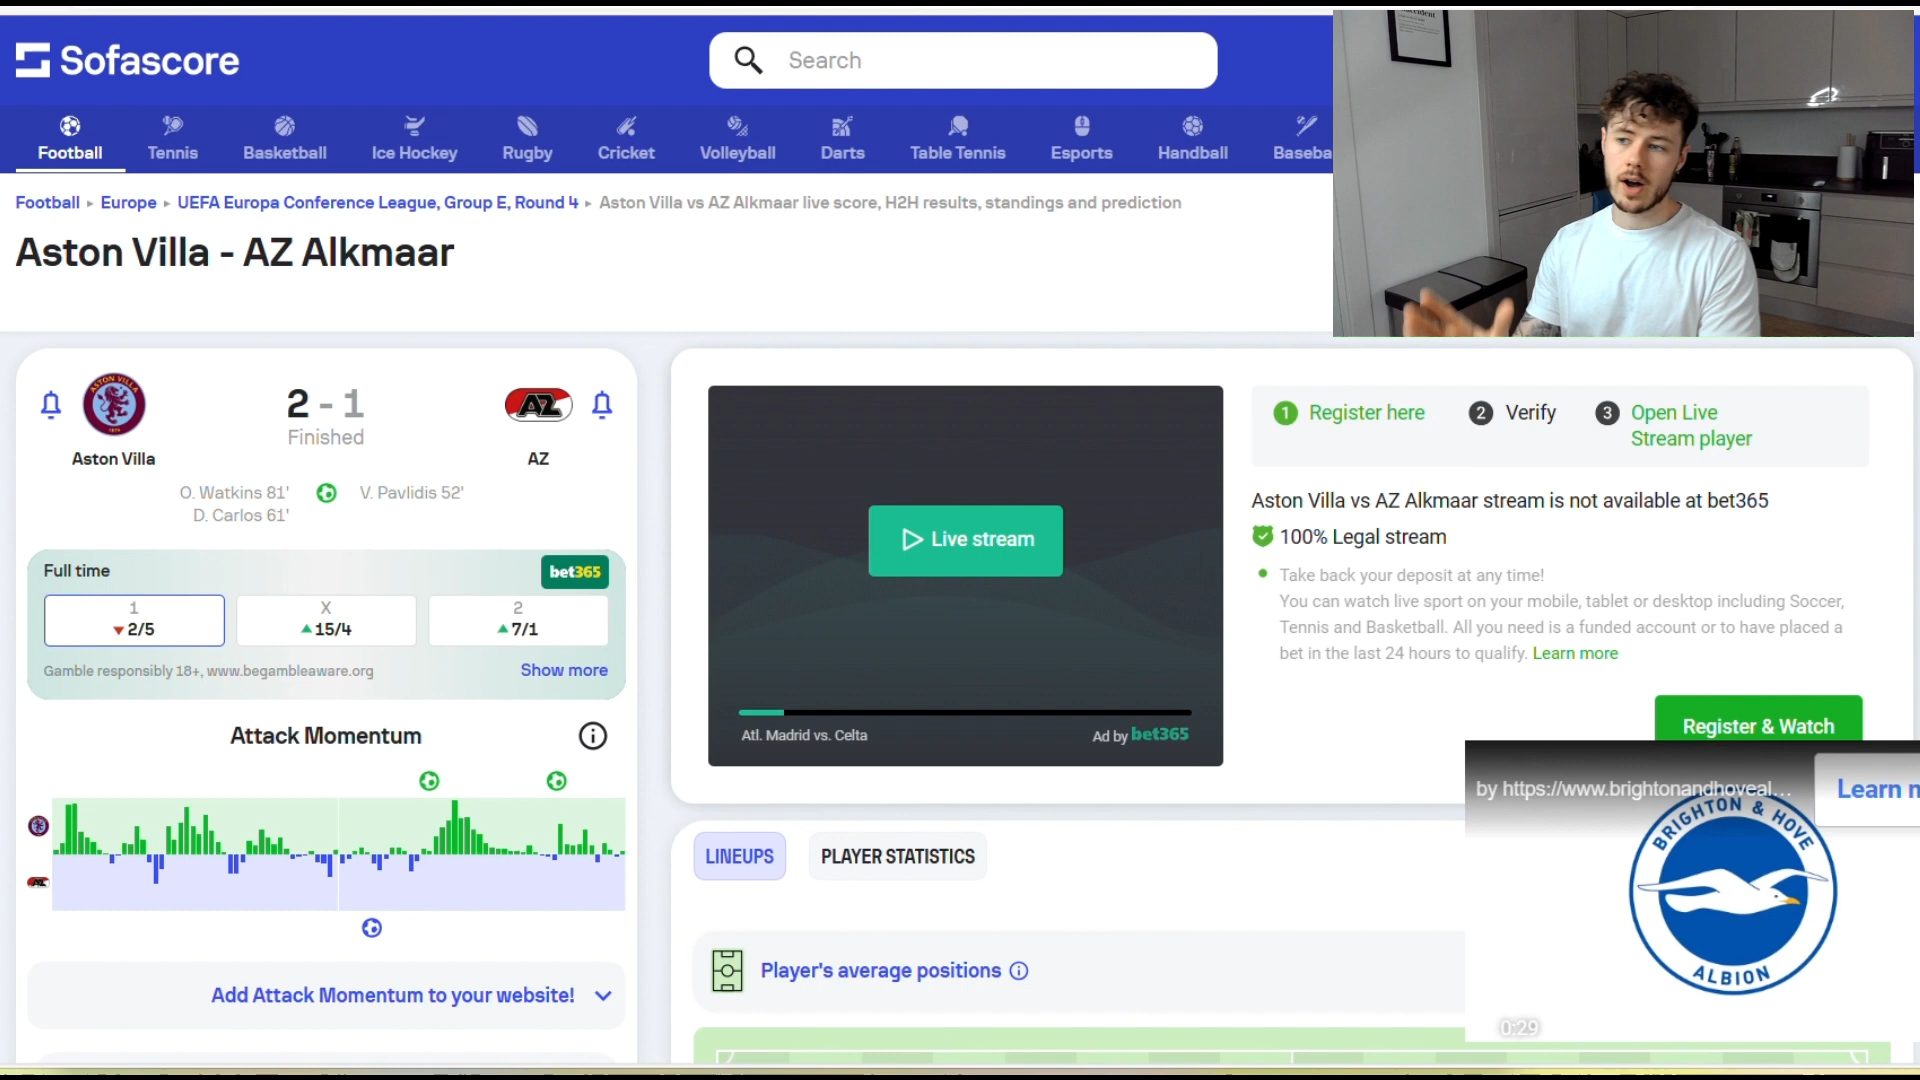 Sofascore
Search
Football
Tennis
Basketball
Ice Hockey
Rugby
Cricket
Volleyball
Darts
Table Tennis
Esports
Handball
Baseba
Football ▸ Europe ▸ UEFA Europa Conference League, Group E, Round 4 ▸ Aston Villa vs AZ Alkmaar live score, H2H results, standings and prediction
Aston Villa - AZ Alkmaar
2 - 1
Finished
Aston Villa
AZ
O. Watkins 81'
V. Pavlidis 52'
D. Carlos 61'
Full time
bet365
1
2/5
X
15/4
2
7/1
Gamble responsibly 18+, www.begambleaware.org
Show more
Attack Momentum
Add Attack Momentum to your website!
Live stream
Atl. Madrid vs. Celta
Ad by bet365
1 Register here
2 Verify
3 Open Live
Stream player
Aston Villa vs AZ Alkmaar stream is not available at bet365
100% Legal stream
Take back your deposit at any time!
You can watch live sport on your mobile, tablet or desktop including Soccer,
Tennis and Basketball. All you need is a funded account or to have placed a
bet in the last 24 hours to qualify. Learn more
Register & Watch
LINEUPS
PLAYER STATISTICS
Player's average positions
by https://www.brightonandhoveal...
Learn m
BRIGHTON & HOVE
ALBION
0:29